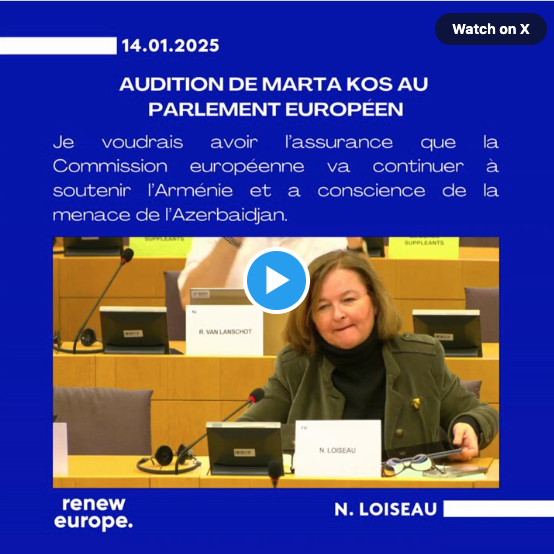 Watch on X
14.01.2025
AUDITION DE MARTA KOS AU
PARLEMENT EUROPÉEN
Je voudrais avoir l'assurance que la
Commission européenne va continuer à
soutenir l'Arménie et a conscience de la
menace de l'Azerbaidjan.
SUPPLEANTS
SUPPLEANTS
R. VAN LANSCHOT
N. LOISEAU
renew
europe.
N. LOISEAU